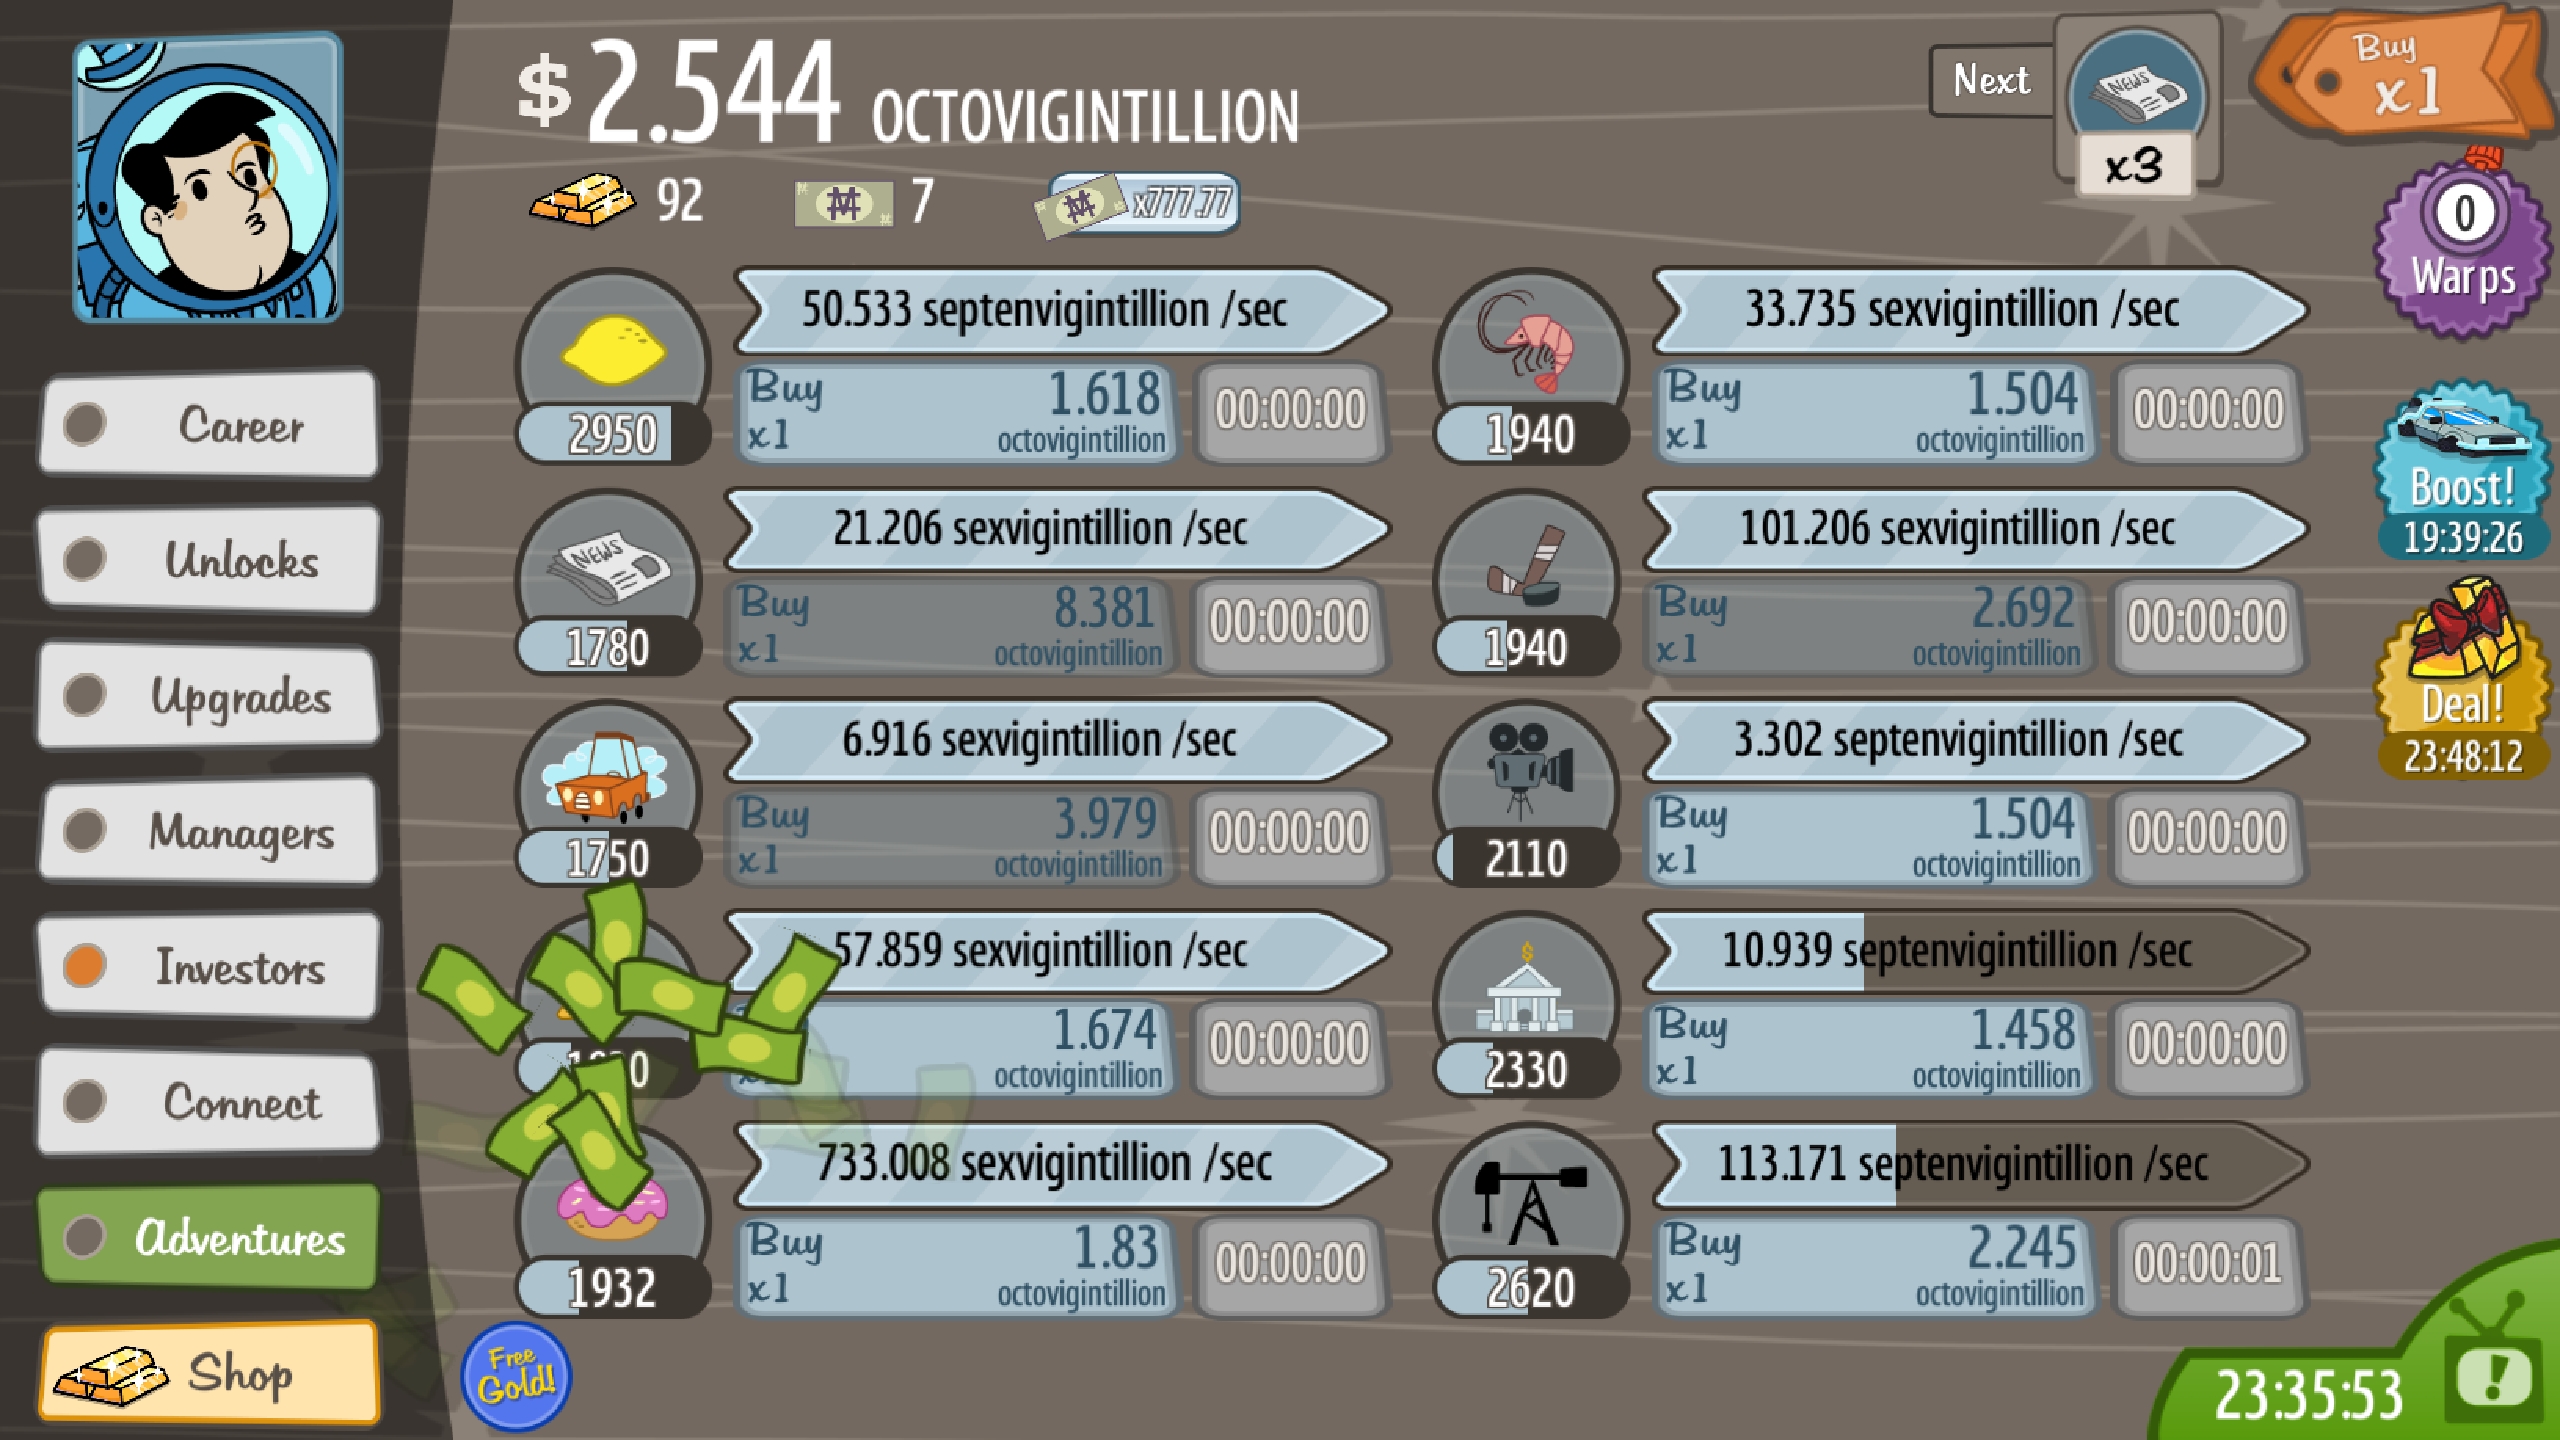 $2.544 OCTOVIGINTILLION
92
7
x777.77
Next
NEWS
x3
Buy
x1
0
Warps
Boost!
19:39:26
Deal!
23:48:12
Career
Unlocks
Upgrades
Managers
Investors
Connect
Adventures
Shop
Free
Gold!
2950
50.533 septenvigintillion /sec
Buy 1.618
x1 octovigintillion
00:00:00
NEWS
1780
21.206 sexvigintillion /sec
Buy 8.381
x1 octovigintillion
00:00:00
1750
6.916 sexvigintillion /sec
Buy 3.979
x1 octovigintillion
00:00:00
57.859 sexvigintillion /sec
1.674
octovigintillion
00:00:00
1932
733.008 sexvigintillion /sec
Buy 1.83
x1 octovigintillion
00:00:00
1940
33.735 sexvigintillion /sec
Buy 1.504
x1 octovigintillion
00:00:00
1940
101.206 sexvigintillion /sec
Buy 2.692
x1 octovigintillion
00:00:00
2110
3.302 septenvigintillion /sec
Buy 1.504
x1 octovigintillion
00:00:00
2330
10.939 septenvigintillion /sec
Buy 1.458
x1 octovigintillion
00:00:00
2620
113.171 septenvigintillion /sec
Buy 2.245
x1 octovigintillion
00:00:01
23:35:53